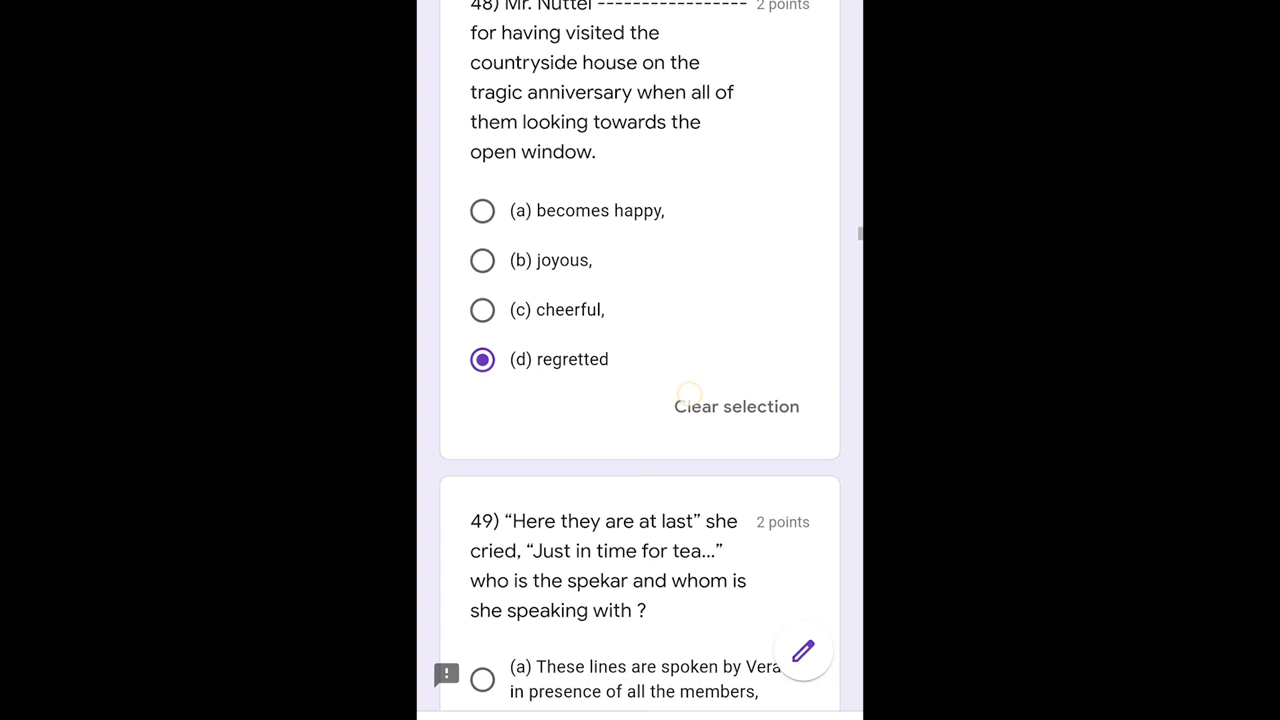 48) Mr. Nuttel ----------------- 2 points
for having visited the
countryside house on the
tragic anniversary when all of
them looking towards the
open window.
(a) becomes happy,
(b) joyous,
(c) cheerful,
(d) regretted
Clear selection
49) “Here they are at last” she 2 points
cried, “Just in time for tea...”
who is the spekar and whom is
she speaking with ?
(a) These lines are spoken by Vera
in presence of all the members,